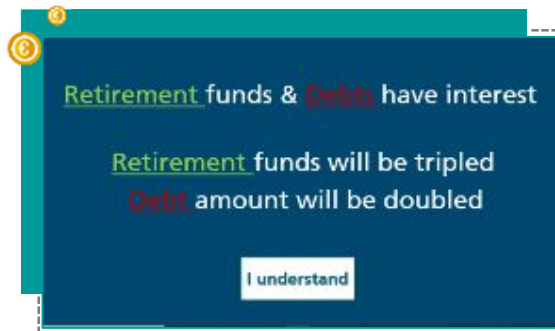 Retirement funds & Debts have interest
Retirement funds will be tripled
Debt amount will be doubled
I understand